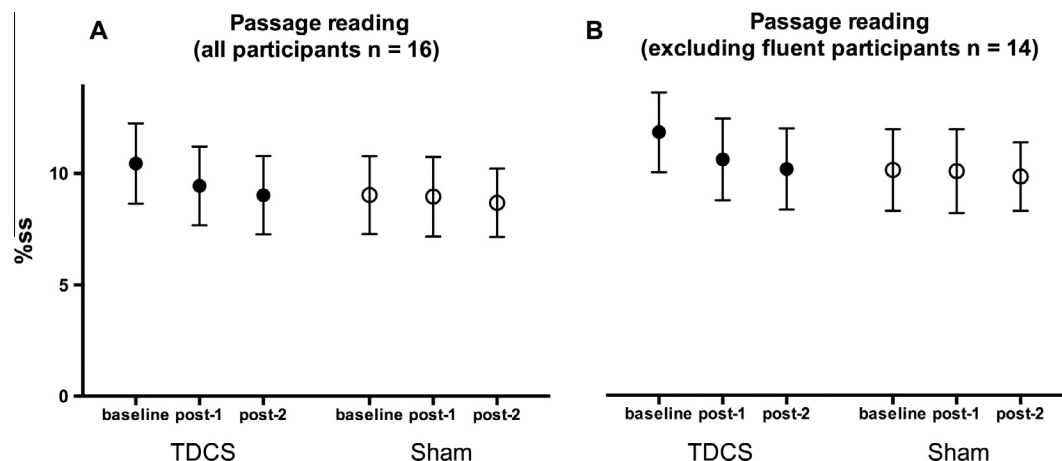 A
Passage reading
(all participants n = 16)
%ss
10
5
0
baseline post-1 post-2
baseline post-1 post-2
TDCS
Sham
B
Passage reading
(excluding fluent participants n = 14)
baseline post-1 post-2
baseline post-1 post-2
TDCS
Sham